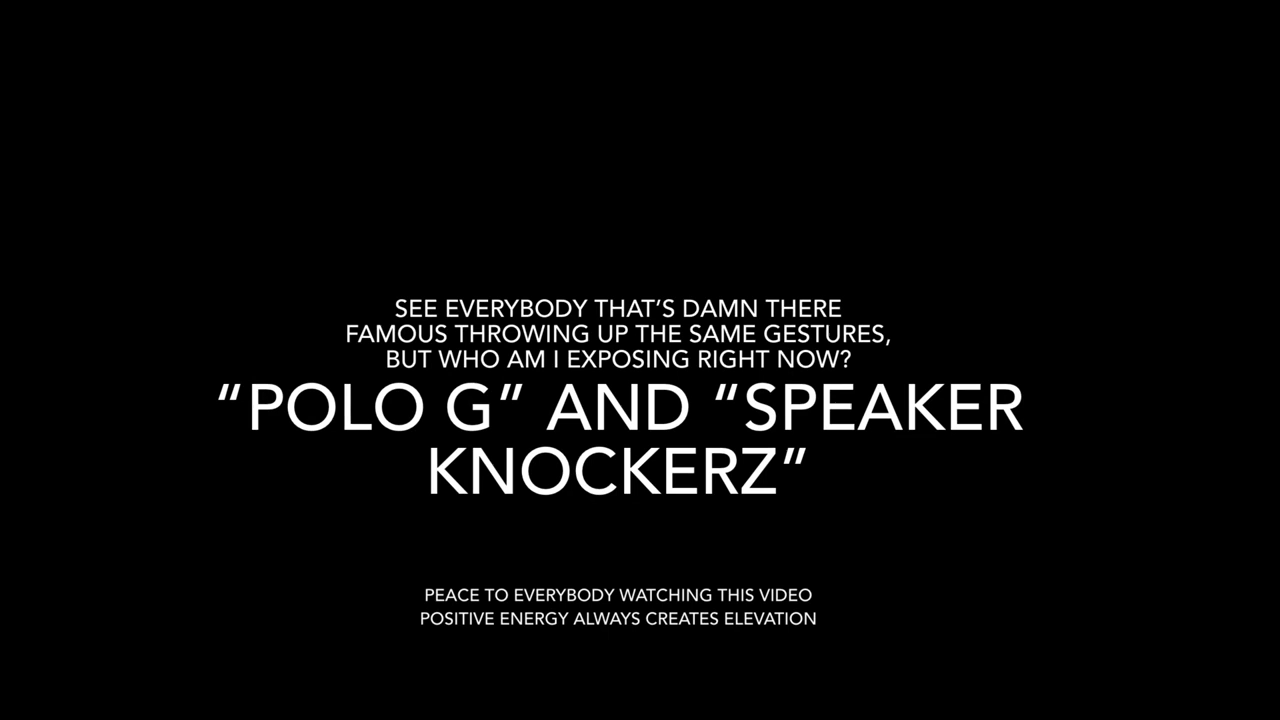 SEE EVERYBODY THAT’S DAMN THERE
FAMOUS THROWING UP THE SAME GESTURES,
BUT WHO AM I EXPOSING RIGHT NOW?
“POLO G” AND “SPEAKER
KNOCKERZ”
PEACE TO EVERYBODY WATCHING THIS VIDEO
POSITIVE ENERGY ALWAYS CREATES ELEVATION